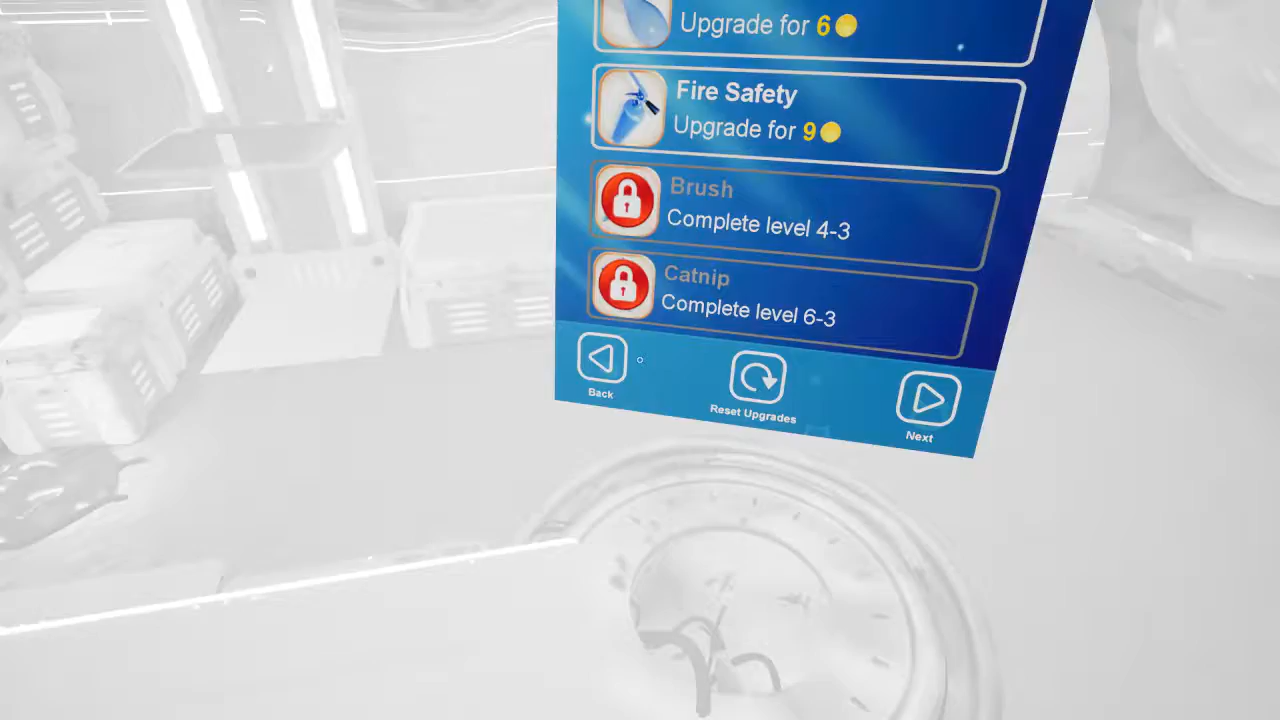 Upgrade for 6
Fire Safety
Upgrade for 9
Brush
Complete level 4-3
Catnip
Complete level 6-3
Back
Reset Upgrades
Next